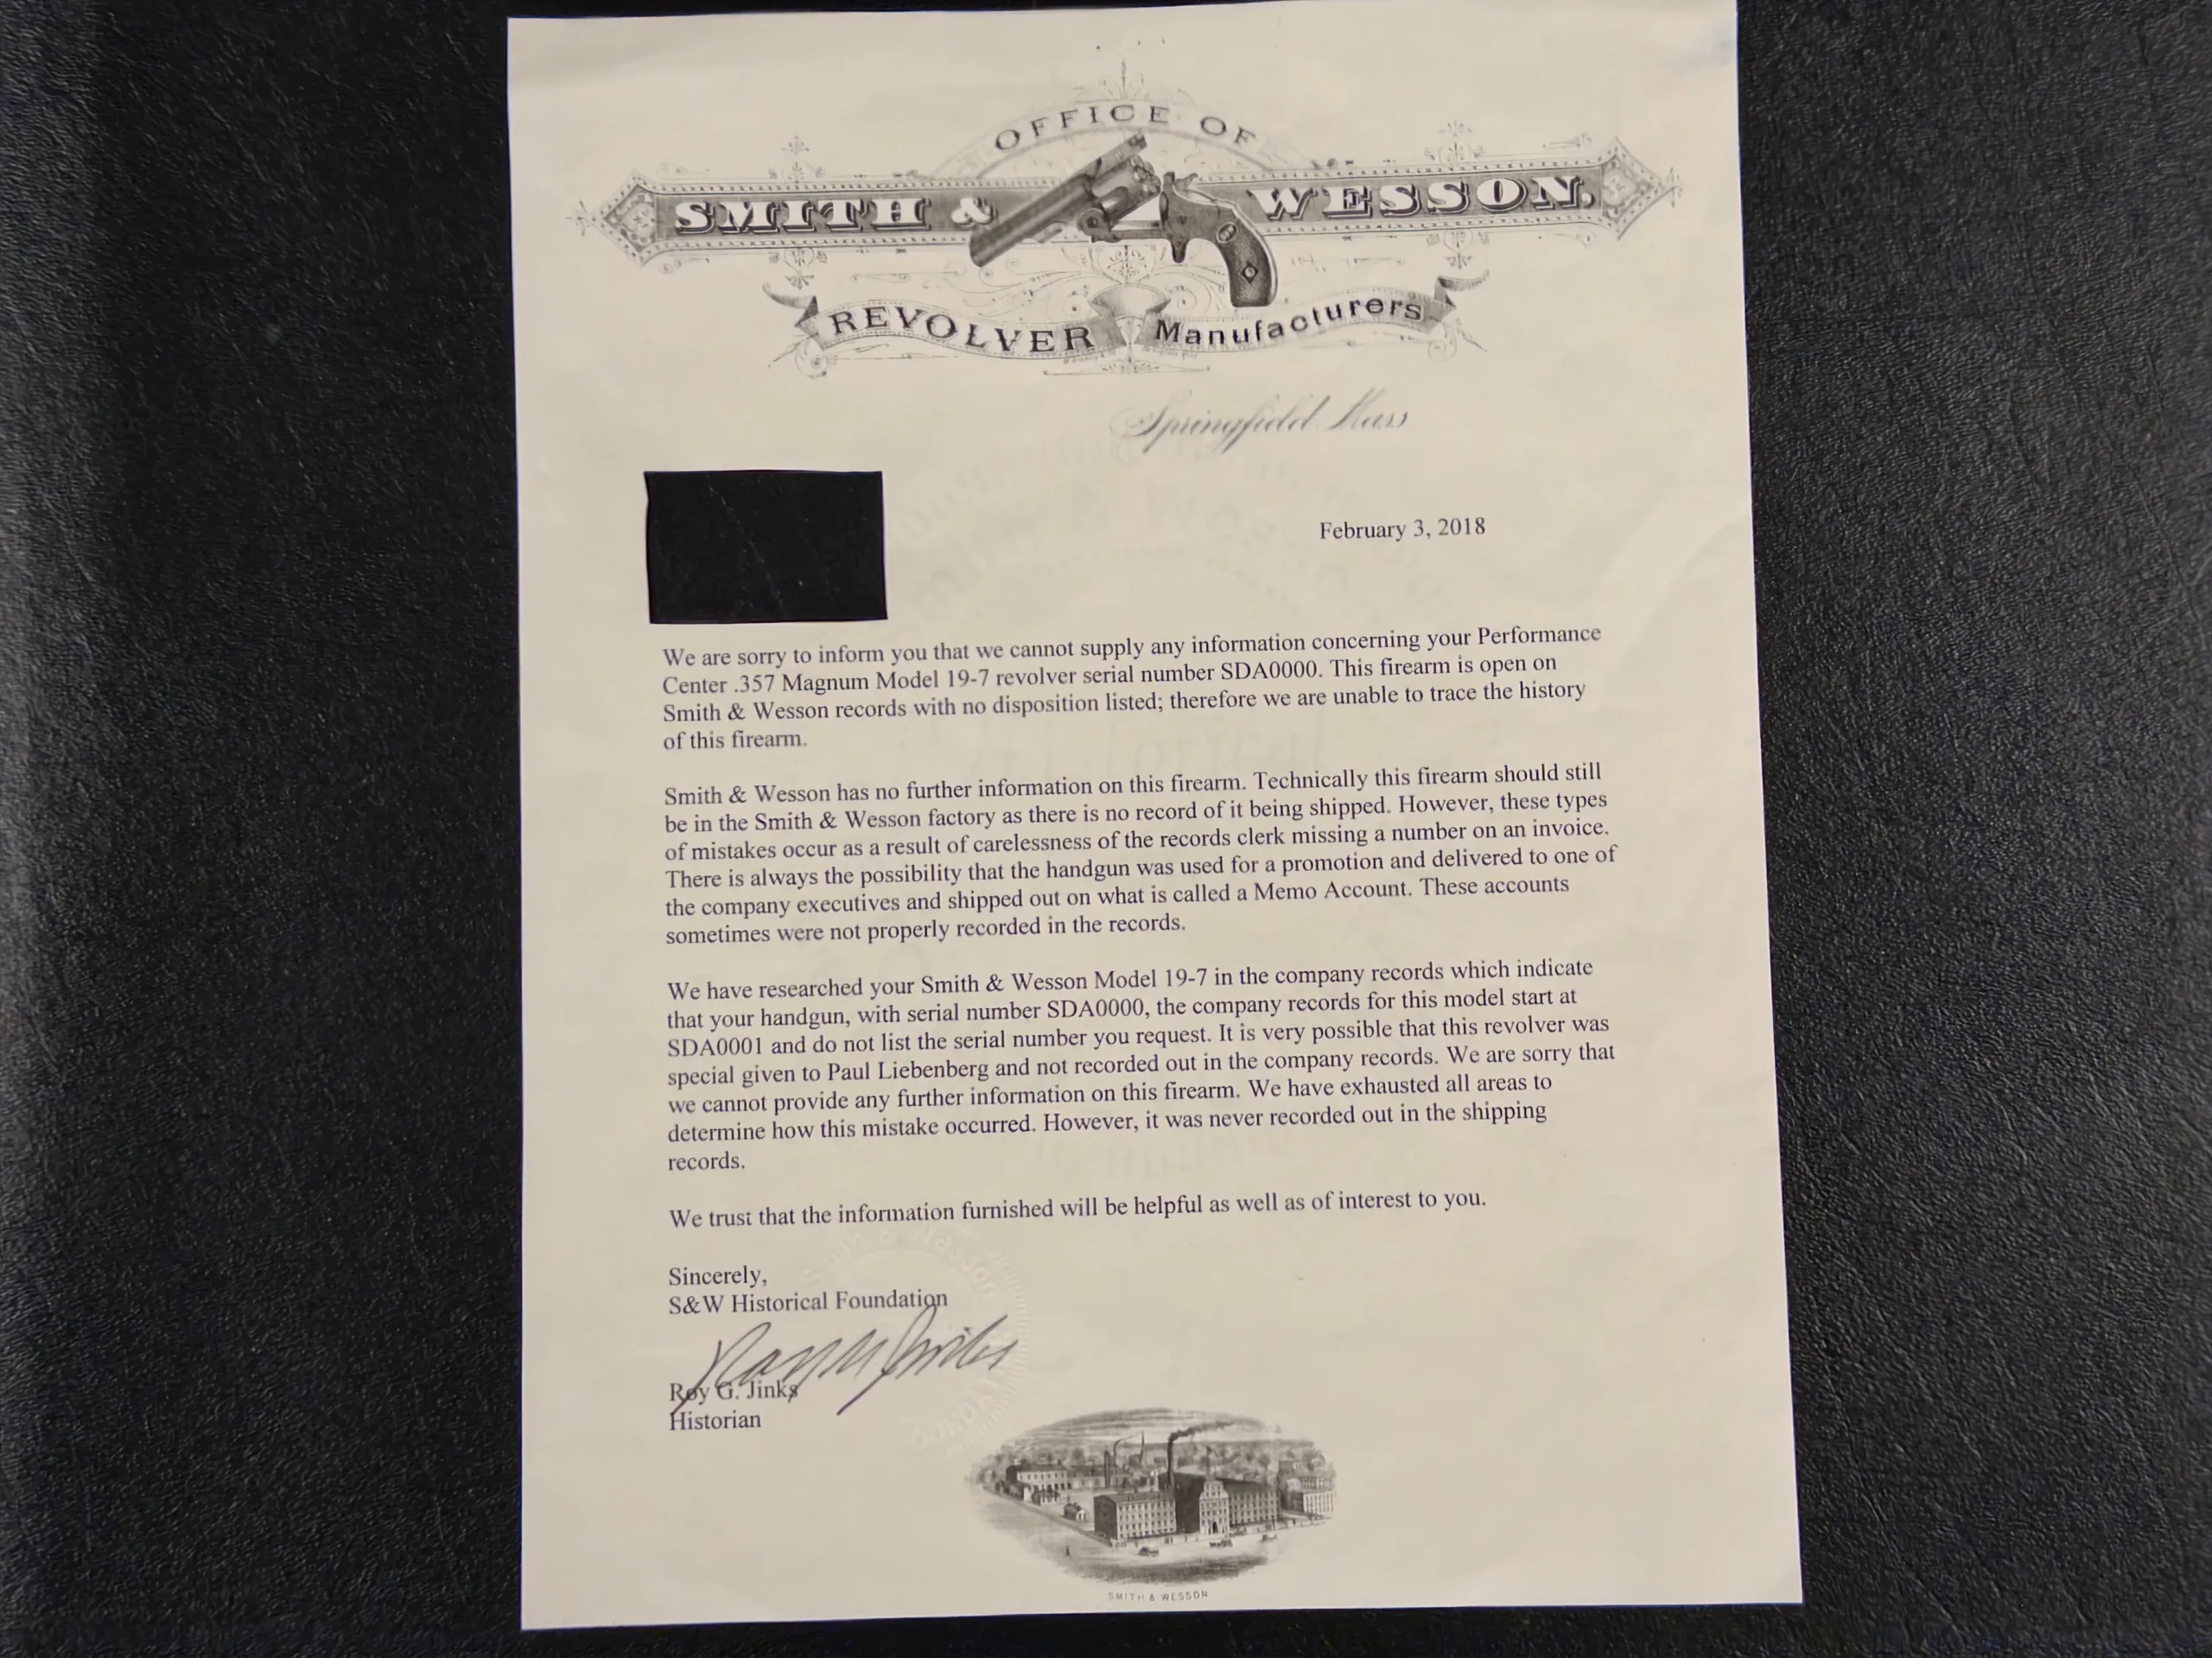 OFFICE OF
SMITH & WESSON.
REVOLVER Manufacturers
Springfield Mass
February 3, 2018
We are sorry to inform you that we cannot supply any information concerning your Performance
Center .357 Magnum Model 19-7 revolver serial number SDA0000. This firearm is open on
Smith & Wesson records with no disposition listed; therefore we are unable to trace the history
of this firearm.
Smith & Wesson has no further information on this firearm. Technically this firearm should still
be in the Smith & Wesson factory as there is no record of it being shipped. However, these types
of mistakes occur as a result of carelessness of the records clerk missing a number on an invoice.
There is always the possibility that the handgun was used for a promotion and delivered to one of
the company executives and shipped out on what is called a Memo Account. These accounts
sometimes were not properly recorded in the records.
We have researched your Smith & Wesson Model 19-7 in the company records which indicate
that your handgun, with serial number SDA0000, the company records for this model start at
SDA0001 and do not list the serial number you request. It is very possible that this revolver was
special given to Paul Liebenberg and not recorded out in the company records. We are sorry that
we cannot provide any further information on this firearm. We have exhausted all areas to
determine how this mistake occurred. However, it was never recorded out in the shipping
records.
We trust that the information furnished will be helpful as well as of interest to you.
Sincerely,
S&W Historical Foundation
Roy G. Jinks
Historian
SMITH & WESSON